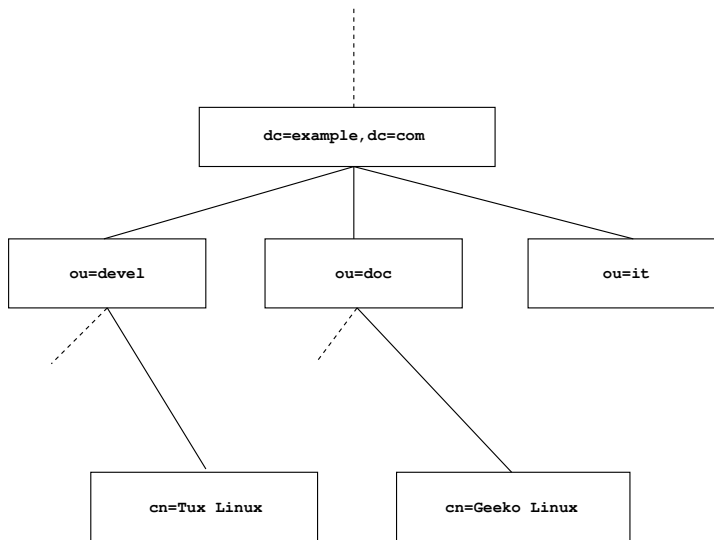 dc=example,dc=com
ou=devel
ou=doc
ou=it
cn=Tux Linux
cn=Geeko Linux